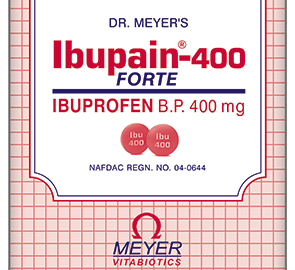 DR. MEYER'S
Ibupain®-400
FORTE
IBUPROFEN B.P. 400 mg
Ibu
400
Ibu
400
NAFDAC REGN. NO. 04-0644
MEYER
VITABIOTICS